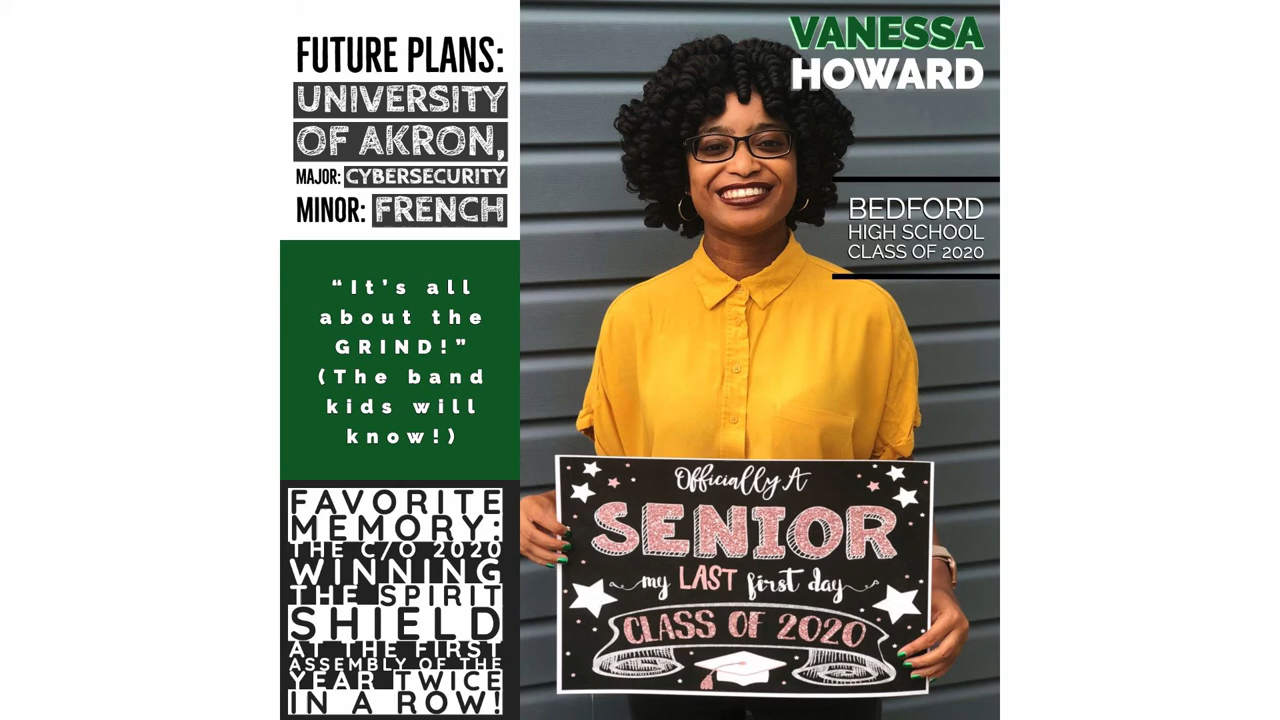 FUTURE PLANS:
UNIVERSITY
OF AKRON,
MAJOR: CYBERSECURITY
MINOR: FRENCH
“It’s all
about the
GRIND!”
(The band
kids will
know!)
FAVORITE
MEMORY:
THE C/O 2020
WINNING
THE SPIRIT
SHIELD
AT THE FIRST
ASSEMBLY OF THE
YEAR TWICE
IN A ROW!
VANESSA
HOWARD
BEDFORD
HIGH SCHOOL
CLASS OF 2020
Officially A
SENIOR
my LAST first day
CLASS OF 2020